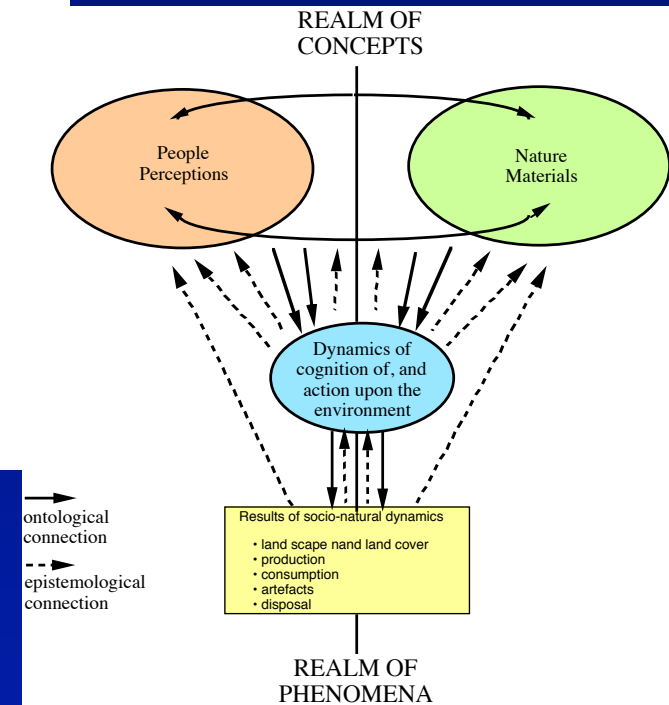 REALM OF
CONCEPTS
People
Perceptions
Nature
Materials
Dynamics of
cognition of, and
action upon the
environment
ontological
connection
epistemological
connection
Results of socio-natural dynamics
• land scape nand land cover
• production
• consumption
• artefacts
• disposal
REALM OF
PHENOMENA